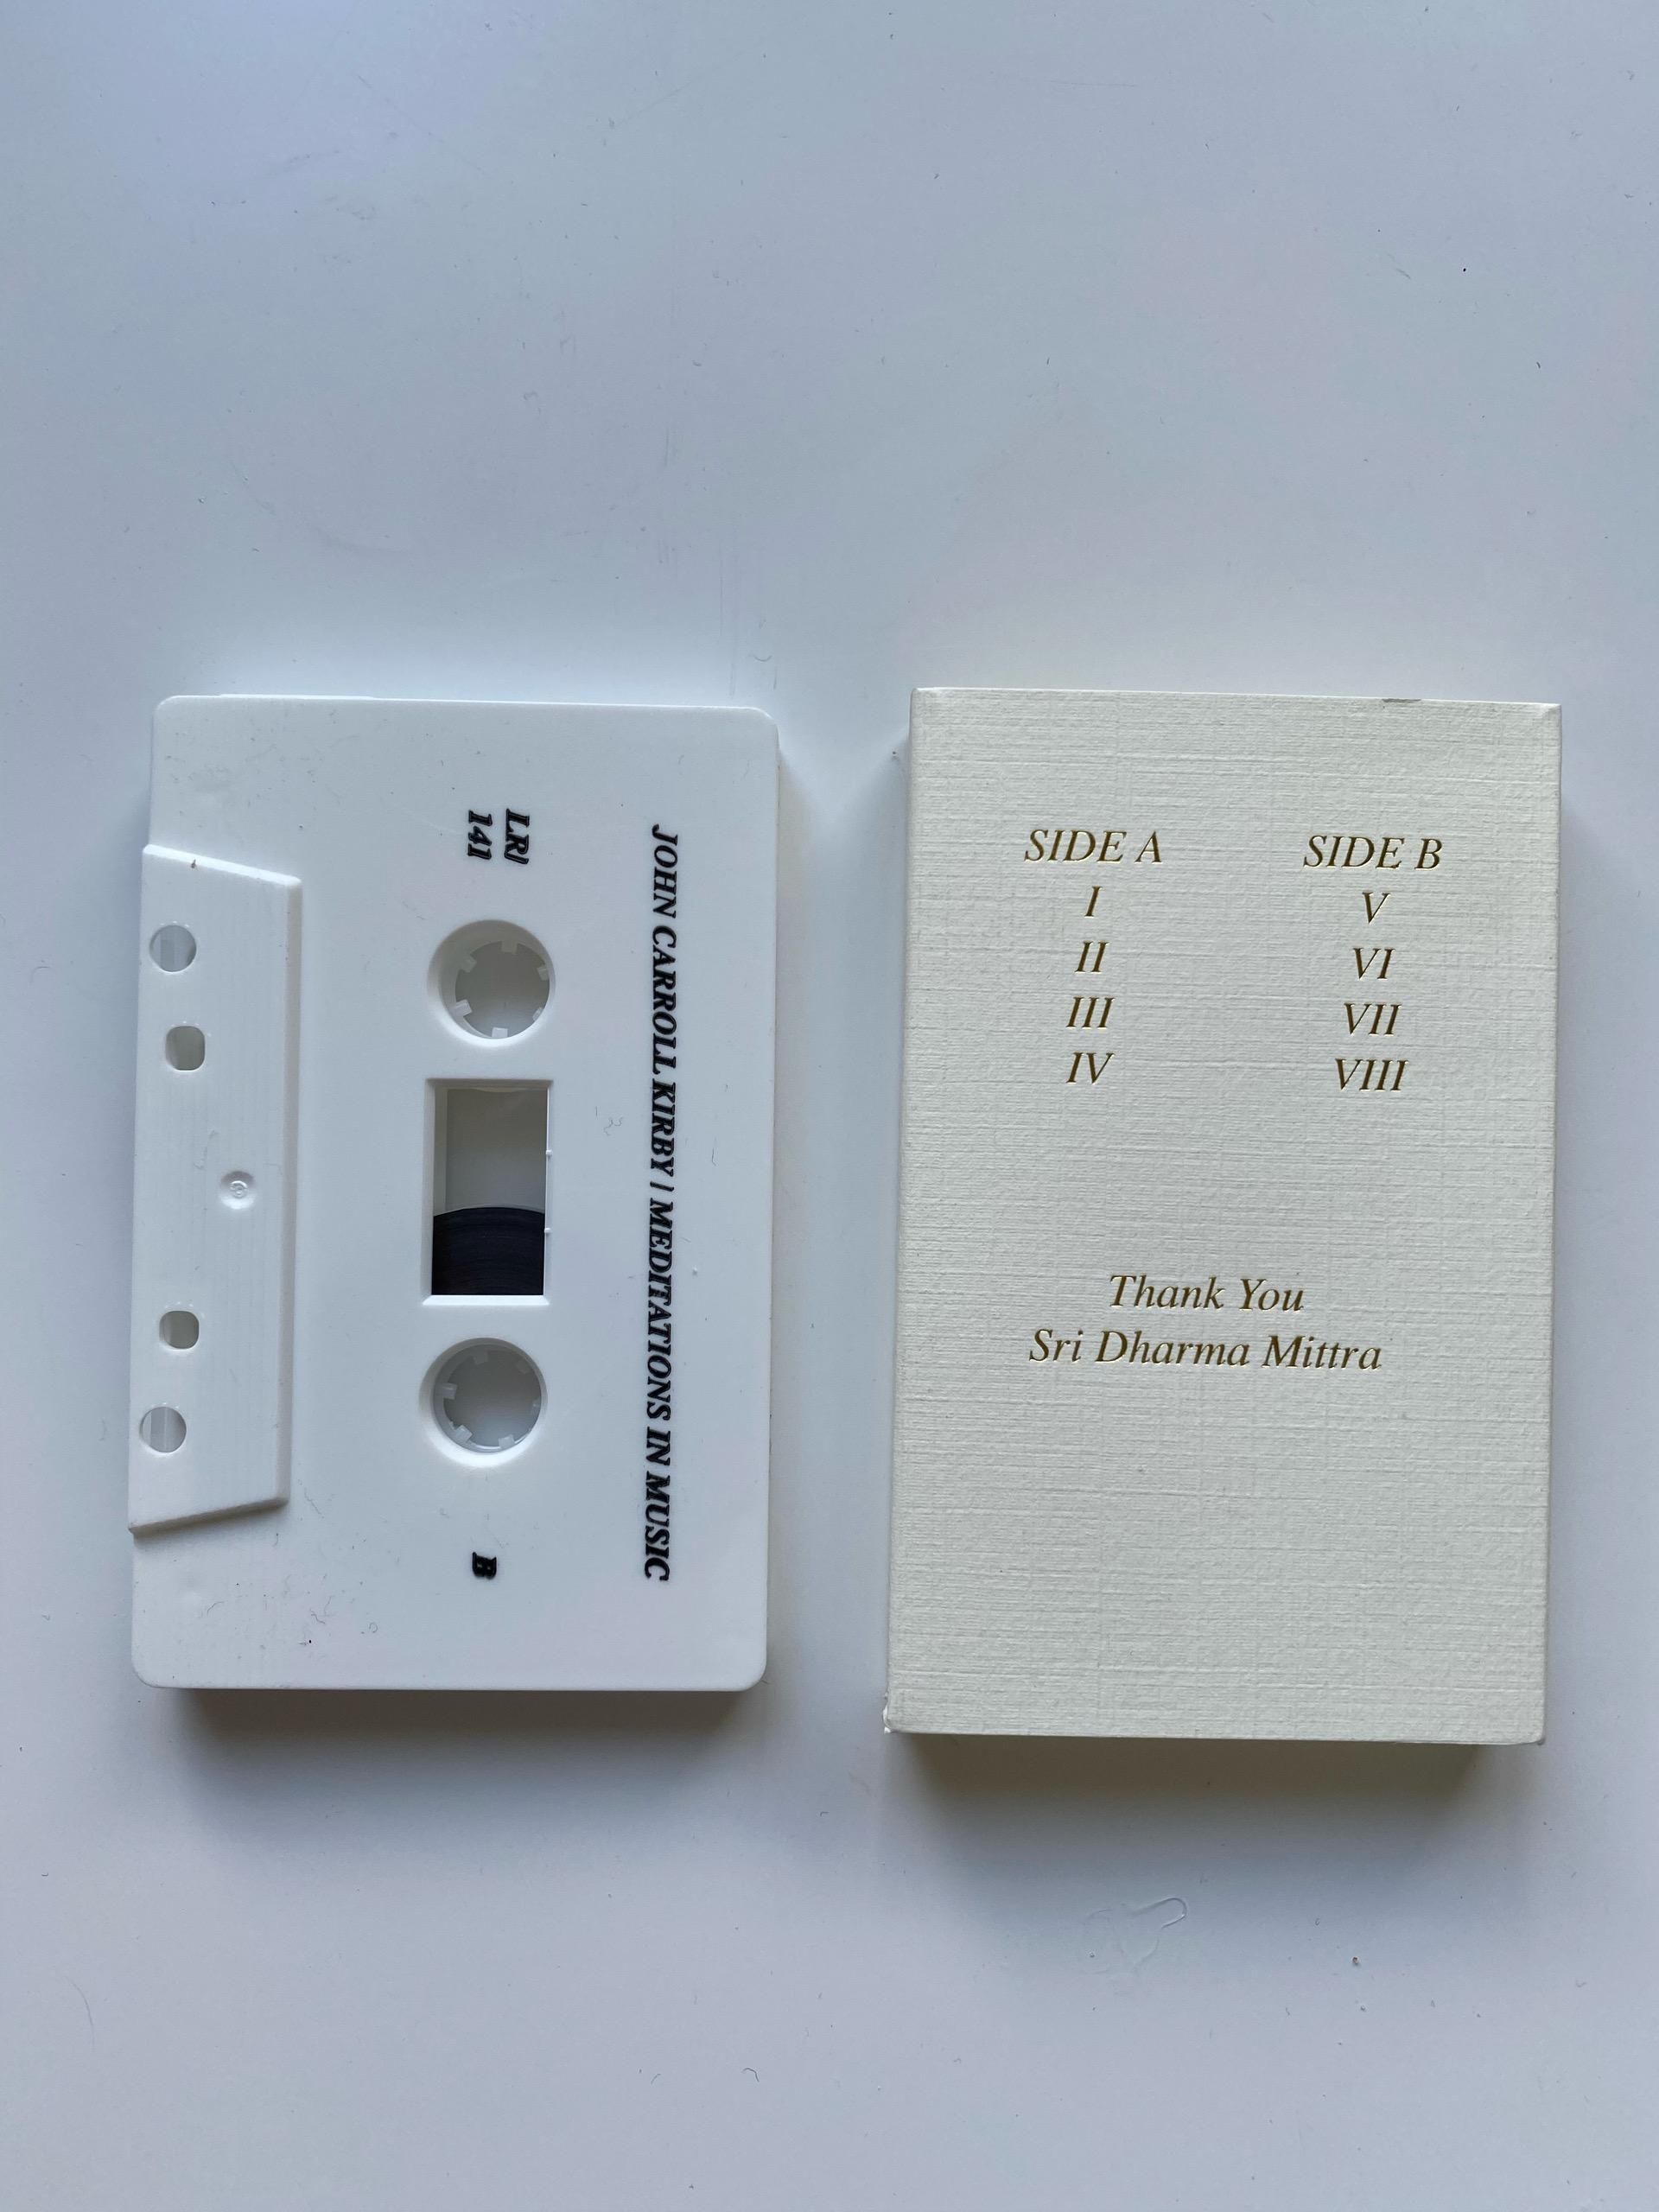 JOHN CARROLL KIRBY / MEDITATIONS IN MUSIC
LR/
141
B
SIDE A
I
II
III
IV
SIDE B
V
VI
VII
VIII
Thank You
Sri Dharma Mittra